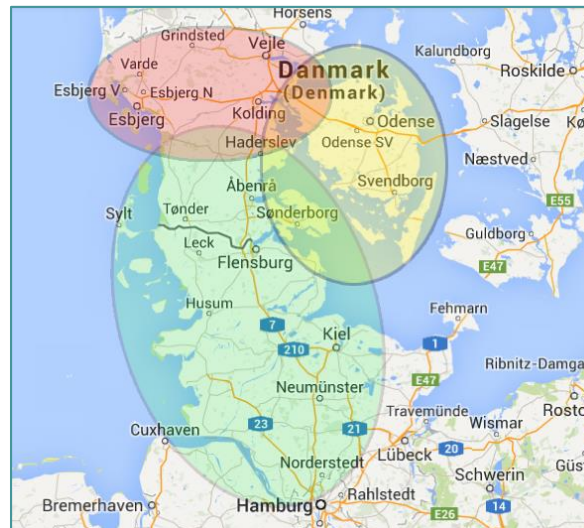 Horsens
Grindsted
Vejle
Varde
Danmark
(Denmark)
Kalundborg
Roskilde
Esbjerg V
Esbjerg N
Esbjerg
Kolding
Odense
Odense SV
Slagelse
Haderslev
Næstved
Svendborg
Åbenrå
E55
Sylt
Tønder
Sønderborg
Guldborg
Leck
Flensburg
E47
Husum
Fehmarn
7
210
Kiel
1
Ribnitz-Damga
E47
Neumünster
Rosto
23
21
Travemünde
Wismar
Cuxhaven
Lübeck
20
Güs
Norderstedt
Schwerin
Bremerhaven
Hamburg
Rahlstedt
E26
14